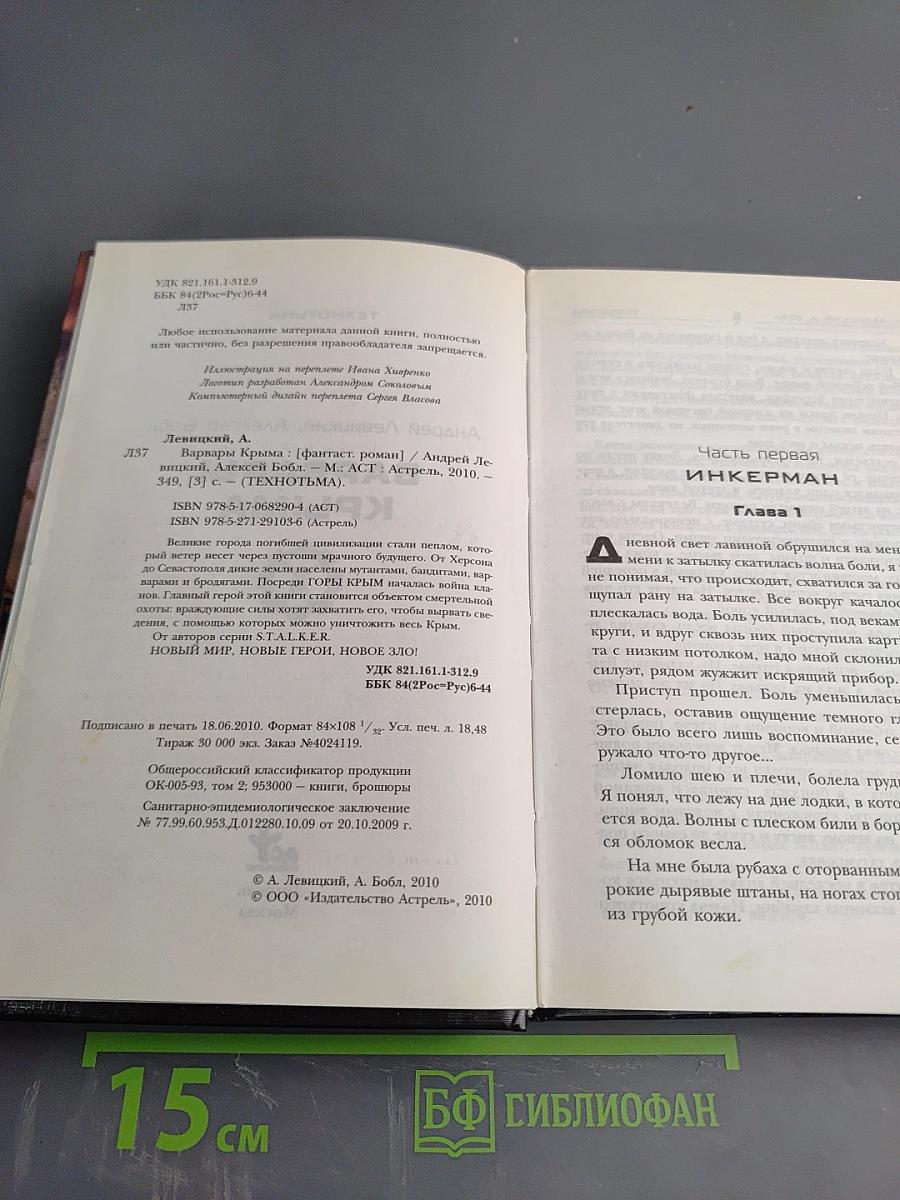 УДК 821.161.1-312.9
ББК 84(2Рос=Рус)6-44
Л37
Любое использование материала данной книги, полностью
или частично, без разрешения правообладателя запрещается.
Иллюстрация на переплете Ивана Хивренко
Логотип разработан Александром Соколовым
Компьютерный дизайн переплета Сергея Власова
Левицкий, А.
Л37 Варвары Крыма : [фантаст. роман] / Андрей Ле-
вицкий, Алексей Бобл. – М.: АСТ : Астрель, 2010. –
349, [3] с. – (ТЕХНОТЬМА).
ISBN 978-5-17-068290-4 (АСТ)
ISBN 978-5-271-29103-6 (Астрель)
Великие города погибшей цивилизации стали пеплом, кото-
рый ветер несет через пустоши мрачного будущего. От Херсона
до Севастополя дикие земли населены мутантами, бандитами, вар-
варами и бродягами. Посреди ГОРЫ КРЫМ началась война кла-
нов. Главный герой этой книги становится объектом смертельной
охоты: враждующие силы хотят захватить его, чтобы вырвать све-
дения, с помощью которых можно уничтожить весь Крым.
От авторов серии S.T.A.L.K.E.R.
НОВЫЙ МИР, НОВЫЕ ГЕРОИ, НОВОЕ ЗЛО!
УДК 821.161.1-312.9
ББК 84(2Рос=Рус)6-44
Подписано в печать 18.06.2010. Формат 84×108 1/32. Усл. печ. л. 18,48
Тираж 30 000 экз. Заказ №4024119.
Общероссийский классификатор продукции
ОК-005-93, том 2; 953000 – книги, брошюры
Санитарно-эпидемиологическое заключение
№ 77.99.60.953.Д.012280.10.09 от 20.10.2009 г.
© А. Левицкий, А. Бобл, 2010
© ООО «Издательство Астрель», 2010
Часть первая
ИНКЕРМАН
Глава 1
Дневной свет лавиной обрушился на мен
мени к затылку скатилась волна боли, я
не понимая, что происходит, схватился за го
щупал рану на затылке. Все вокруг качалос
плескалась вода. Боль усилилась, под векам
круги, и вдруг сквозь них проступила карт
та с низким потолком, надо мной склонил
силуэт, рядом жужжит искрящий прибор.
Приступ прошел. Боль уменьшилась
стерлась, оставив ощущение темного гл
Это было всего лишь воспоминание, се
ружало что-то другое...
Ломило шею и плечи, болела грудь
Я понял, что лежу на дне лодки, в кото
ется вода. Волны с плеском били в бор
ся обломок весла.
На мне была рубаха с оторванным
рокие дырявые штаны, на ногах стоп
из грубой кожи.
15 см
БФ БИБЛИОФАН